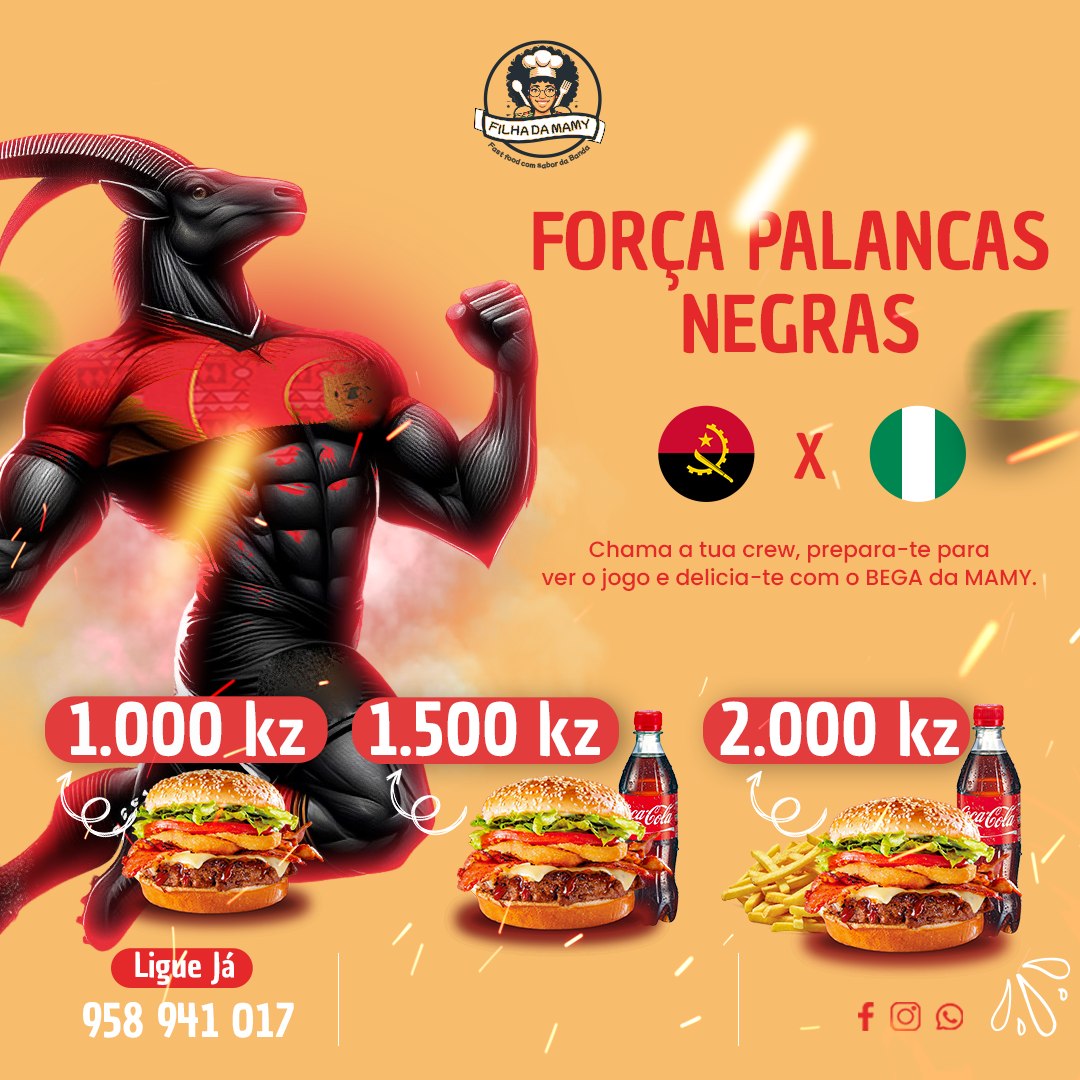 FILHA DA MAMY
Fast food com sabor da Banda
FORÇA PALANCAS
NEGRAS
X
Chama a tua crew, prepara-te para
ver o jogo e delicia-te com o BEGA da MAMY.
1.000 kz
1.500 kz
2.000 kz
Coca-Cola
Coca-Cola
Ligue Já
958 941 017